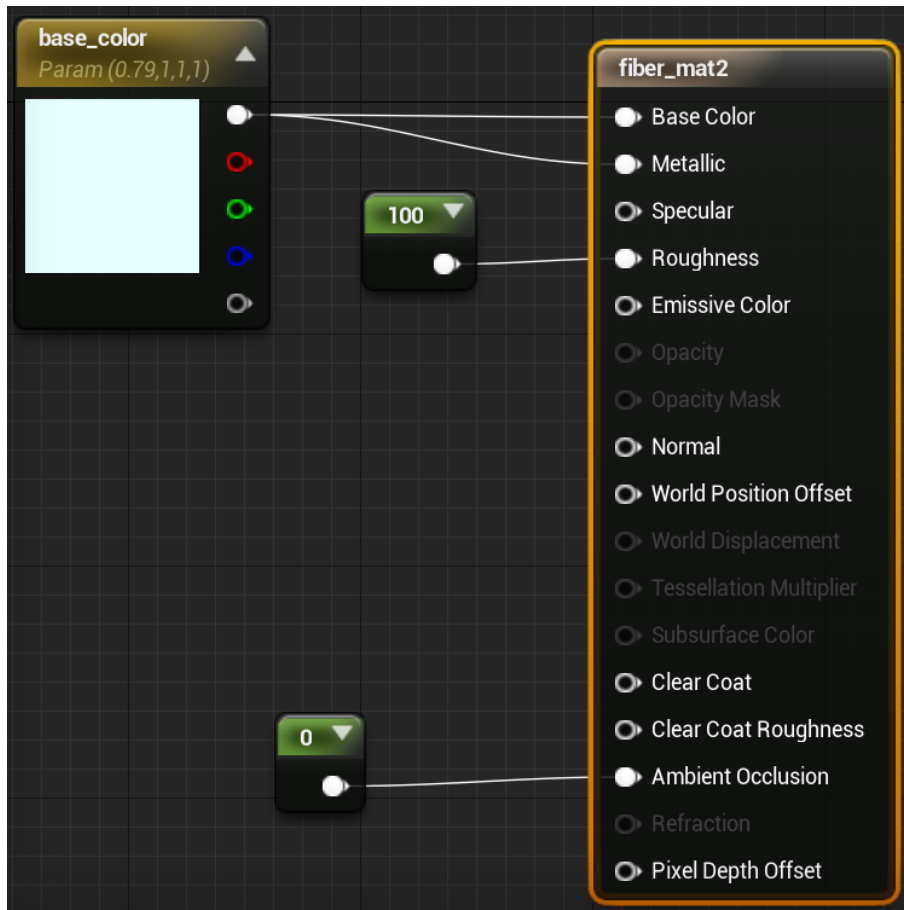 base_color
Param (0.79,1,1,1)
fiber_mat2
Base Color
Metallic
100
Specular
Roughness
Emissive Color
Opacity
Opacity Mask
Normal
World Position Offset
World Displacement
Tessellation Multiplier
Subsurface Color
Clear Coat
0
Clear Coat Roughness
Ambient Occlusion
Refraction
Pixel Depth Offset